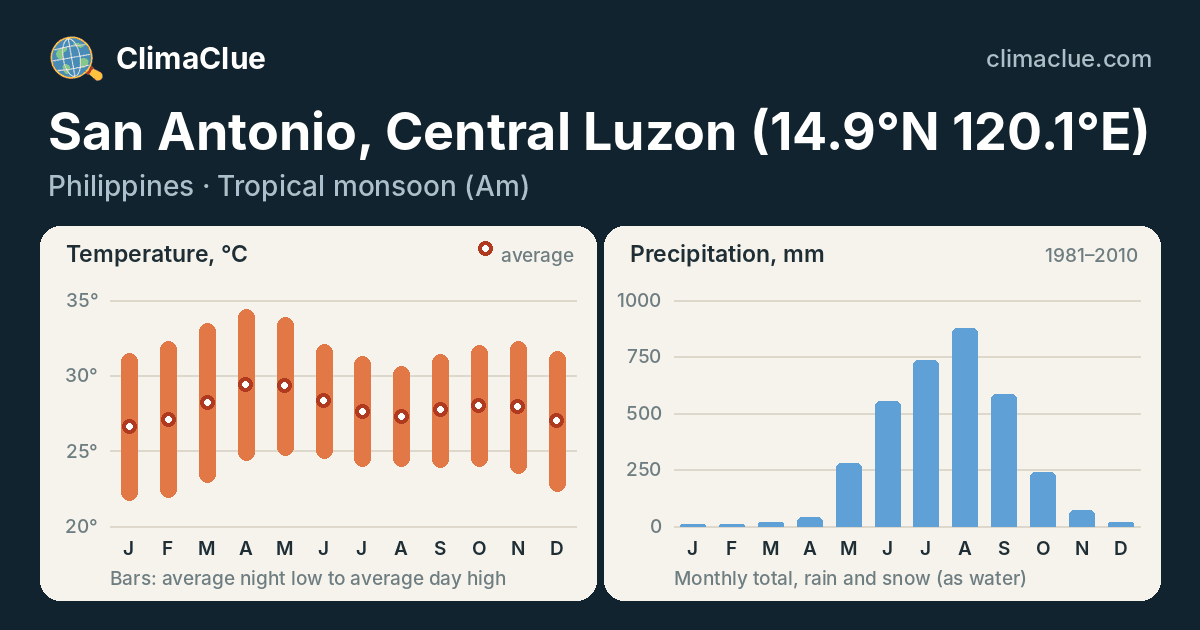 ClimaClue
climaclue.com
San Antonio, Central Luzon (14.9°N 120.1°E)
Philippines · Tropical monsoon (Am)
Temperature, °C
average
35°
30°
25°
20°
J F M A M J J A S O N D
Bars: average night low to average day high
Precipitation, mm
1981–2010
1000
750
500
250
0
J F M A M J J A S O N D
Monthly total, rain and snow (as water)